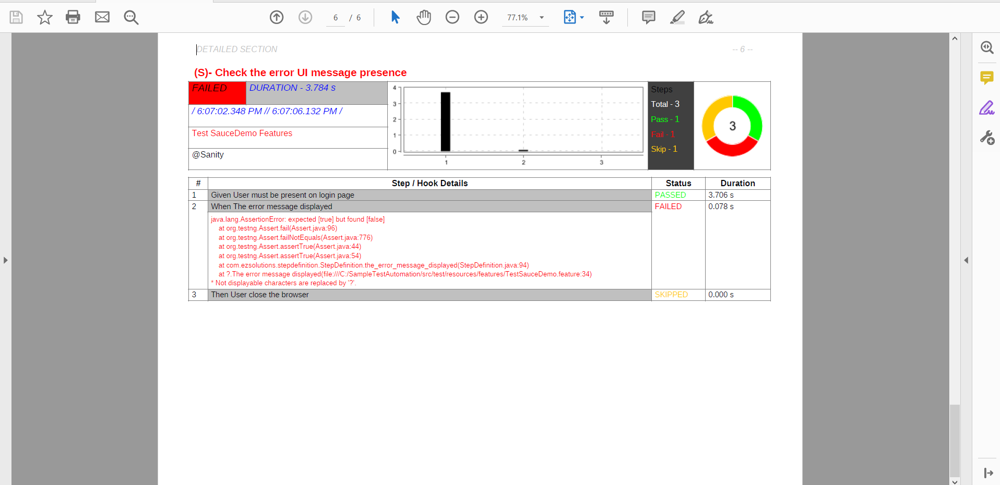 6 / 6
77.1%
DETAILED SECTION
-- 6 --
(S)- Check the error UI message presence
FAILED
DURATION - 3.784 s
/ 6:07:02.348 PM // 6:07:06.132 PM /
Test SauceDemo Features
@Sanity
4
3
2
1
0
1
2
3
Steps
Total - 3
Pass - 1
Fail - 1
Skip - 1
3
# Step / Hook Details Status Duration
1 Given User must be present on login page PASSED 3.706 s
2 When The error message displayed FAILED 0.078 s
java.lang.AssertionError: expected [true] but found [false]
at org.testng.Assert.fail(Assert.java:96)
at org.testng.Assert.failNotEquals(Assert.java:776)
at org.testng.Assert.assertTrue(Assert.java:44)
at org.testng.Assert.assertTrue(Assert.java:54)
at com.ezsolutions.stepdefinition.StepDefinition.the_error_message_displayed(StepDefinition.java:94)
at ?.The error message displayed(file:///C:/SampleTestAutomation/src/test/resources/features/TestSauceDemo.feature:34)
* Not displayable characters are replaced by '?'.
3 Then User close the browser SKIPPED 0.000 s